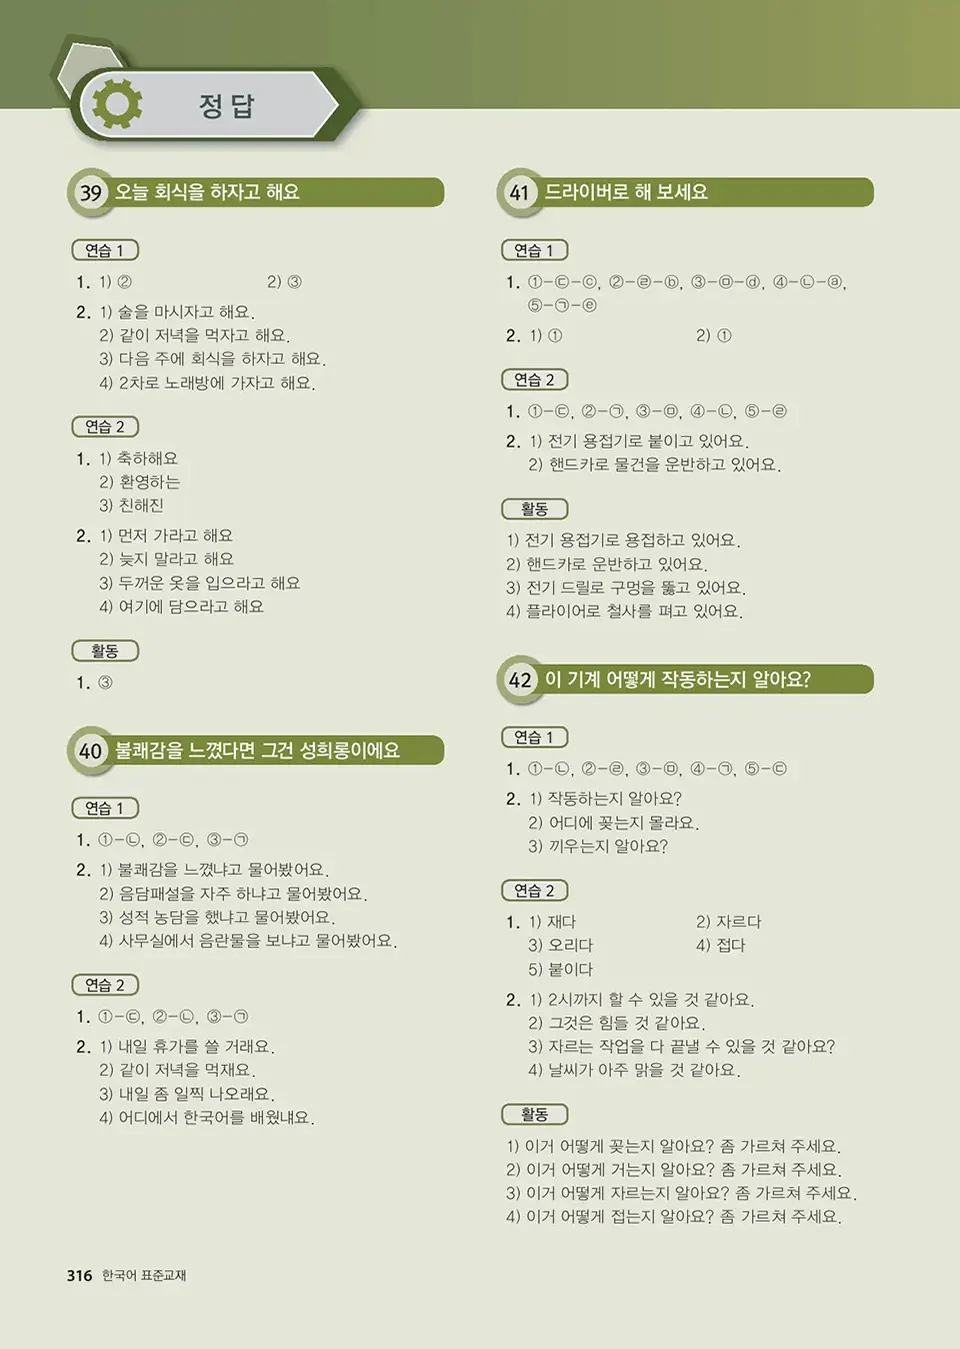 정답
39 오늘 회식을 하자고 해요
연습 1
1. 1) ② 2) ③
2. 1) 술을 마시자고 해요.
2) 같이 저녁을 먹자고 해요.
3) 다음 주에 회식을 하자고 해요.
4) 2차로 노래방에 가자고 해요.
연습 2
1. 1) 축하해요
2) 환영하는
3) 친해진
2. 1) 먼저 가라고 해요
2) 늦지 말라고 해요
3) 두꺼운 옷을 입으라고 해요
4) 여기에 담으라고 해요
활동
1. ③
40 불쾌감을 느꼈다면 그건 성희롱이에요
연습 1
1. ①-㉡, ②-㉢, ③-㉠
2. 1) 불쾌감을 느꼈냐고 물어봤어요.
2) 음담패설을 자주 하냐고 물어봤어요.
3) 성적 농담을 했냐고 물어봤어요.
4) 사무실에서 음란물을 보냐고 물어봤어요.
연습 2
1. ①-㉢, ②-㉡, ③-㉠
2. 1) 내일 휴가를 쓸 거래요.
2) 같이 저녁을 먹재요.
3) 내일 좀 일찍 나오래요.
4) 어디에서 한국어를 배웠냬요.
41 드라이버로 해 보세요
연습 1
1. ①-㉢-ⓒ, ②-㉣-ⓑ, ③-㉤-ⓓ, ④-㉡-ⓐ,
⑤-㉠-ⓔ
2. 1) ① 2) ①
연습 2
1. ①-㉢, ②-㉠, ③-㉤, ④-㉡, ⑤-㉣
2. 1) 전기 용접기로 붙이고 있어요.
2) 핸드카로 물건을 운반하고 있어요.
활동
1) 전기 용접기로 용접하고 있어요.
2) 핸드카로 운반하고 있어요.
3) 전기 드릴로 구멍을 뚫고 있어요.
4) 플라이어로 철사를 펴고 있어요.
42 이 기계 어떻게 작동하는지 알아요?
연습 1
1. ①-㉡, ②-㉣, ③-㉤, ④-㉠, ⑤-㉢
2. 1) 작동하는지 알아요?
2) 어디에 꽂는지 몰라요.
3) 끼우는지 알아요?
연습 2
1. 1) 재다 2) 자르다
3) 오리다 4) 접다
5) 붙이다
2. 1) 2시까지 할 수 있을 것 같아요.
2) 그것은 힘들 것 같아요.
3) 자르는 작업을 다 끝낼 수 있을 것 같아요?
4) 날씨가 아주 맑을 것 같아요.
활동
1) 이거 어떻게 꽂는지 알아요? 좀 가르쳐 주세요.
2) 이거 어떻게 거는지 알아요? 좀 가르쳐 주세요.
3) 이거 어떻게 자르는지 알아요? 좀 가르쳐 주세요.
4) 이거 어떻게 접는지 알아요? 좀 가르쳐 주세요.
316 한국어 표준교재